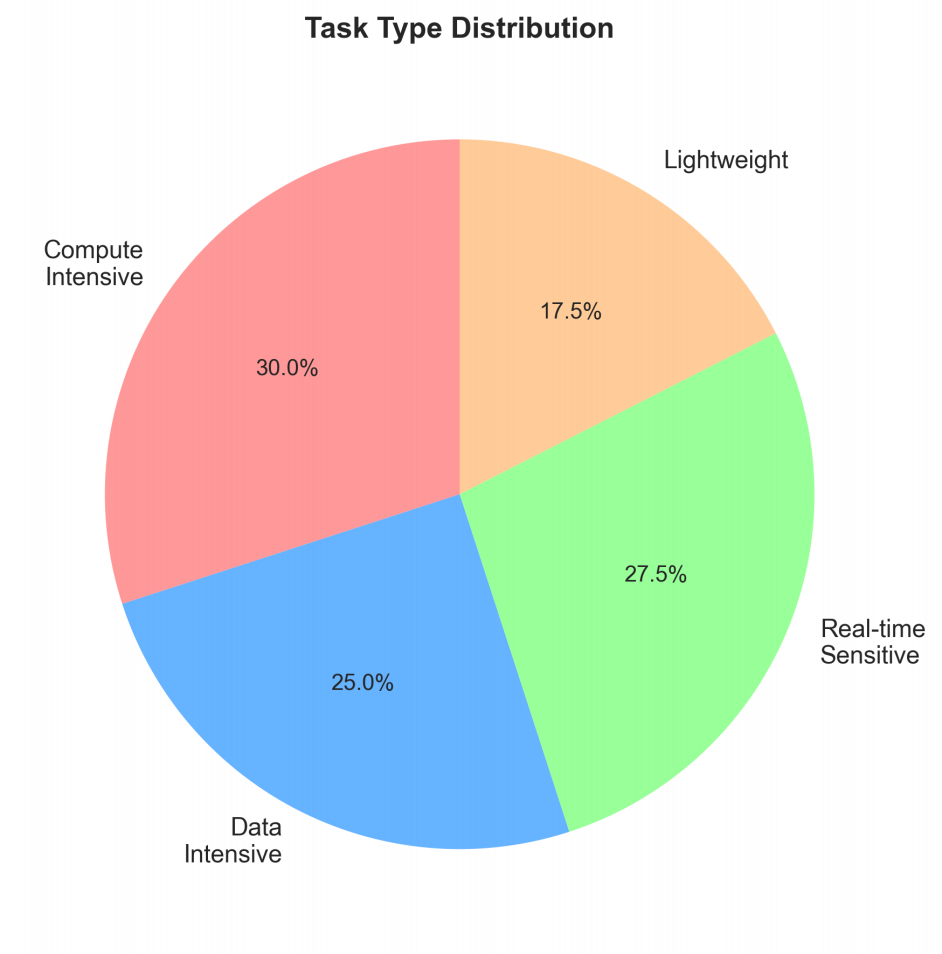 Task Type Distribution
Lightweight
Compute
Intensive
17.5%
30.0%
27.5%
Real-time
Sensitive
25.0%
Data
Intensive